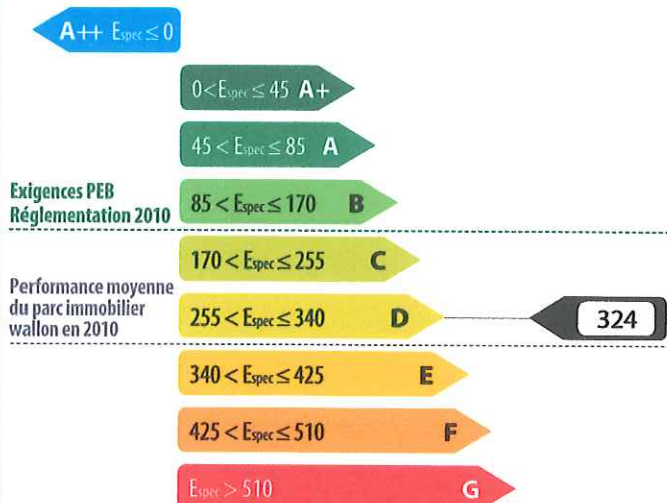 A++ Espec ≤ 0
0 < Espec ≤ 45 A+
45 < Espec ≤ 85 A
Exigences PEB
Réglementation 2010
85 < Espec ≤ 170 B
170 < Espec ≤ 255 C
Performance moyenne
du parc immobilier
wallon en 2010
255 < Espec ≤ 340 D
324
340 < Espec ≤ 425 E
425 < Espec ≤ 510 F
Espec > 510 G